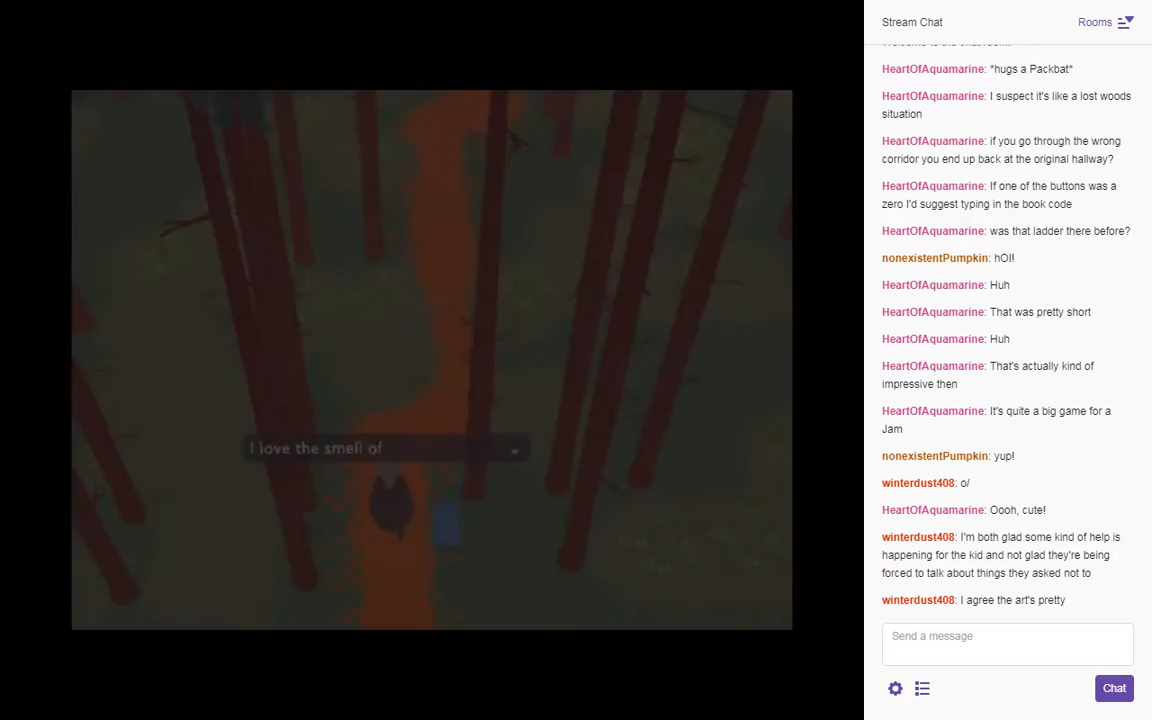 I love the smell of
Stream Chat
Rooms
HeartOfAquamarine: *hugs a Packbat*
HeartOfAquamarine: I suspect it's like a lost woods
situation
HeartOfAquamarine: if you go through the wrong
corridor you end up back at the original hallway?
HeartOfAquamarine: If one of the buttons was a
zero I'd suggest typing in the book code
HeartOfAquamarine: was that ladder there before?
nonexistentPumpkin: hOI!
HeartOfAquamarine: Huh
HeartOfAquamarine: That was pretty short
HeartOfAquamarine: Huh
HeartOfAquamarine: That's actually kind of
impressive then
HeartOfAquamarine: It's quite a big game for a
Jam
nonexistentPumpkin: yup!
winterdust408: o/
HeartOfAquamarine: Oooh, cute!
winterdust408: I'm both glad some kind of help is
happening for the kid and not glad they're being
forced to talk about things they asked not to
winterdust408: I agree the art's pretty
Send a message
Chat